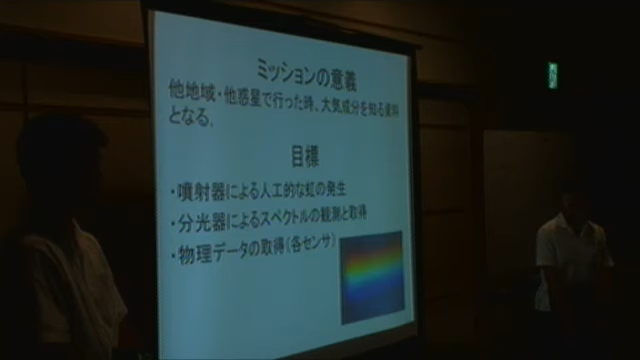 ミッションの意義
他地域・他惑星で行った時、大気成分を知る資料
となる。
目標
・噴射器による人工的な虹の発生
・分光器によるスペクトルの観測と取得
・物理データの取得(各センサ)